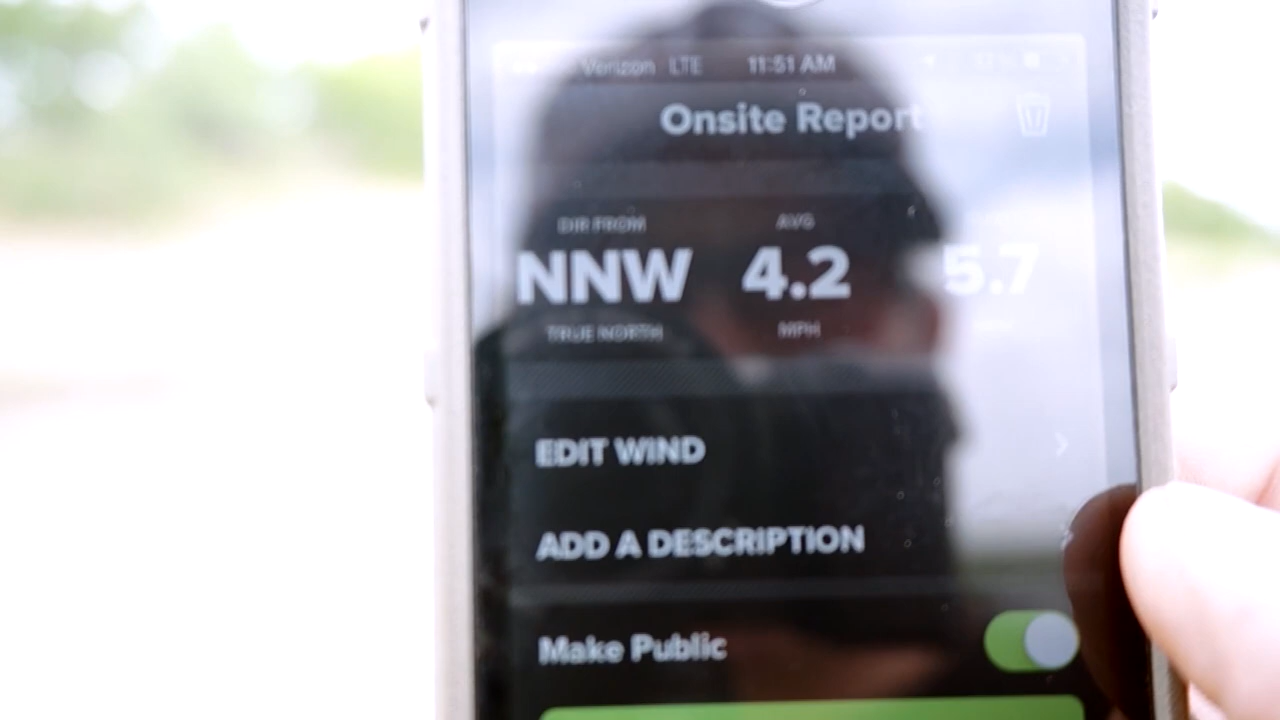 Verizon LTE 11:51 AM
Onsite Report
DIR FROM AVG
NNW 4.2 5.7
TRUE NORTH MPH
EDIT WIND
ADD A DESCRIPTION
Make Public